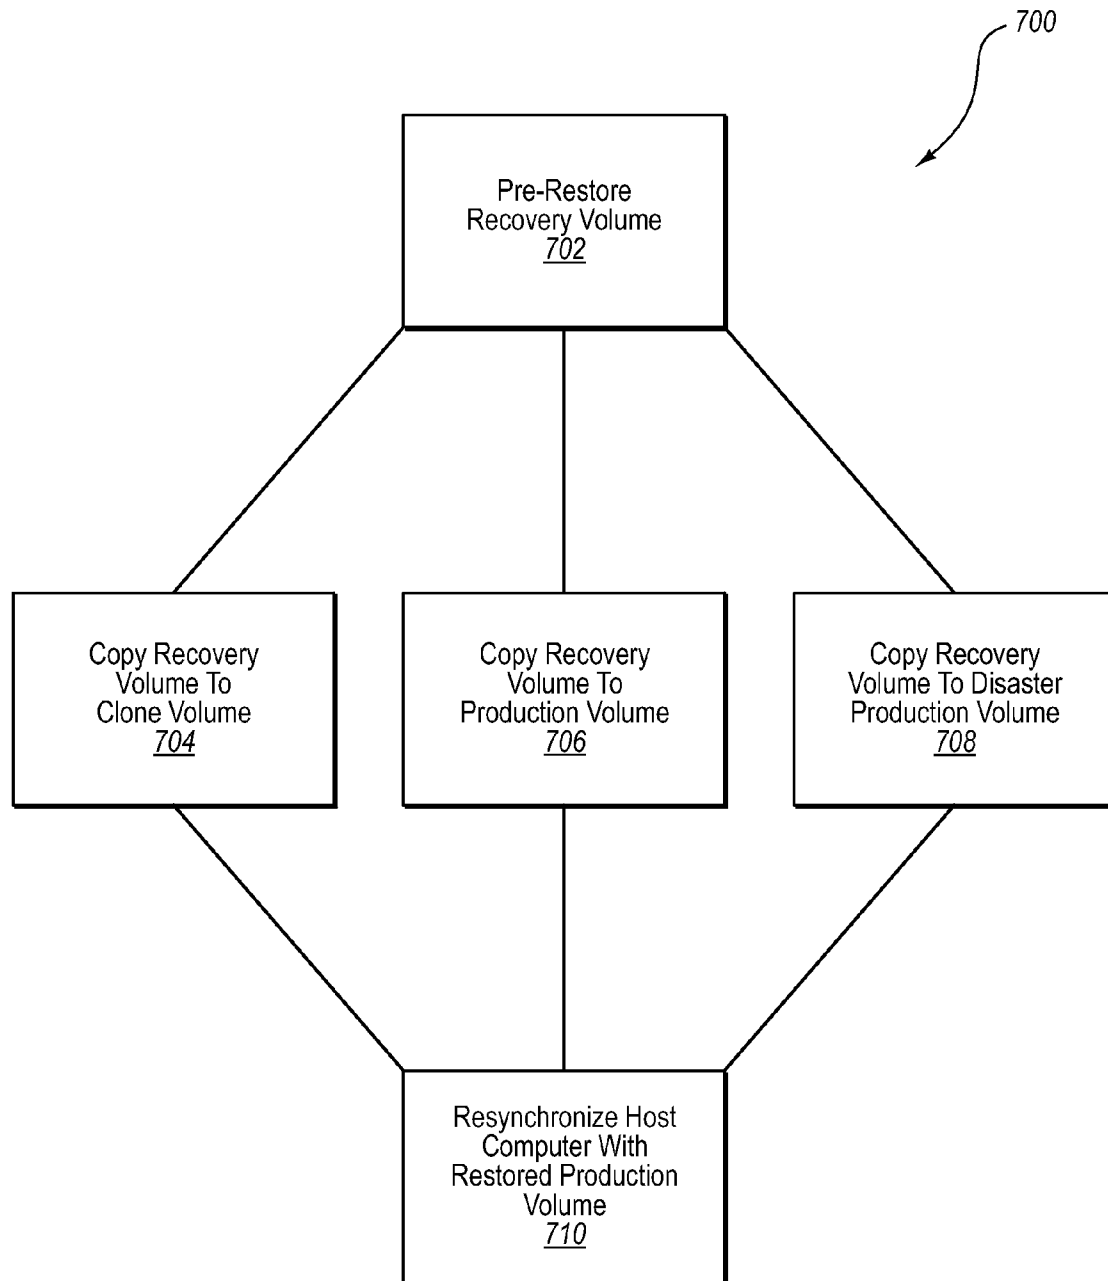 700
Pre-Restore
Recovery Volume
702
Copy Recovery
Volume To
Clone Volume
704
Copy Recovery
Volume To
Production Volume
706
Copy Recovery
Volume To Disaster
Production Volume
708
Resynchronize Host
Computer With
Restored Production
Volume
710